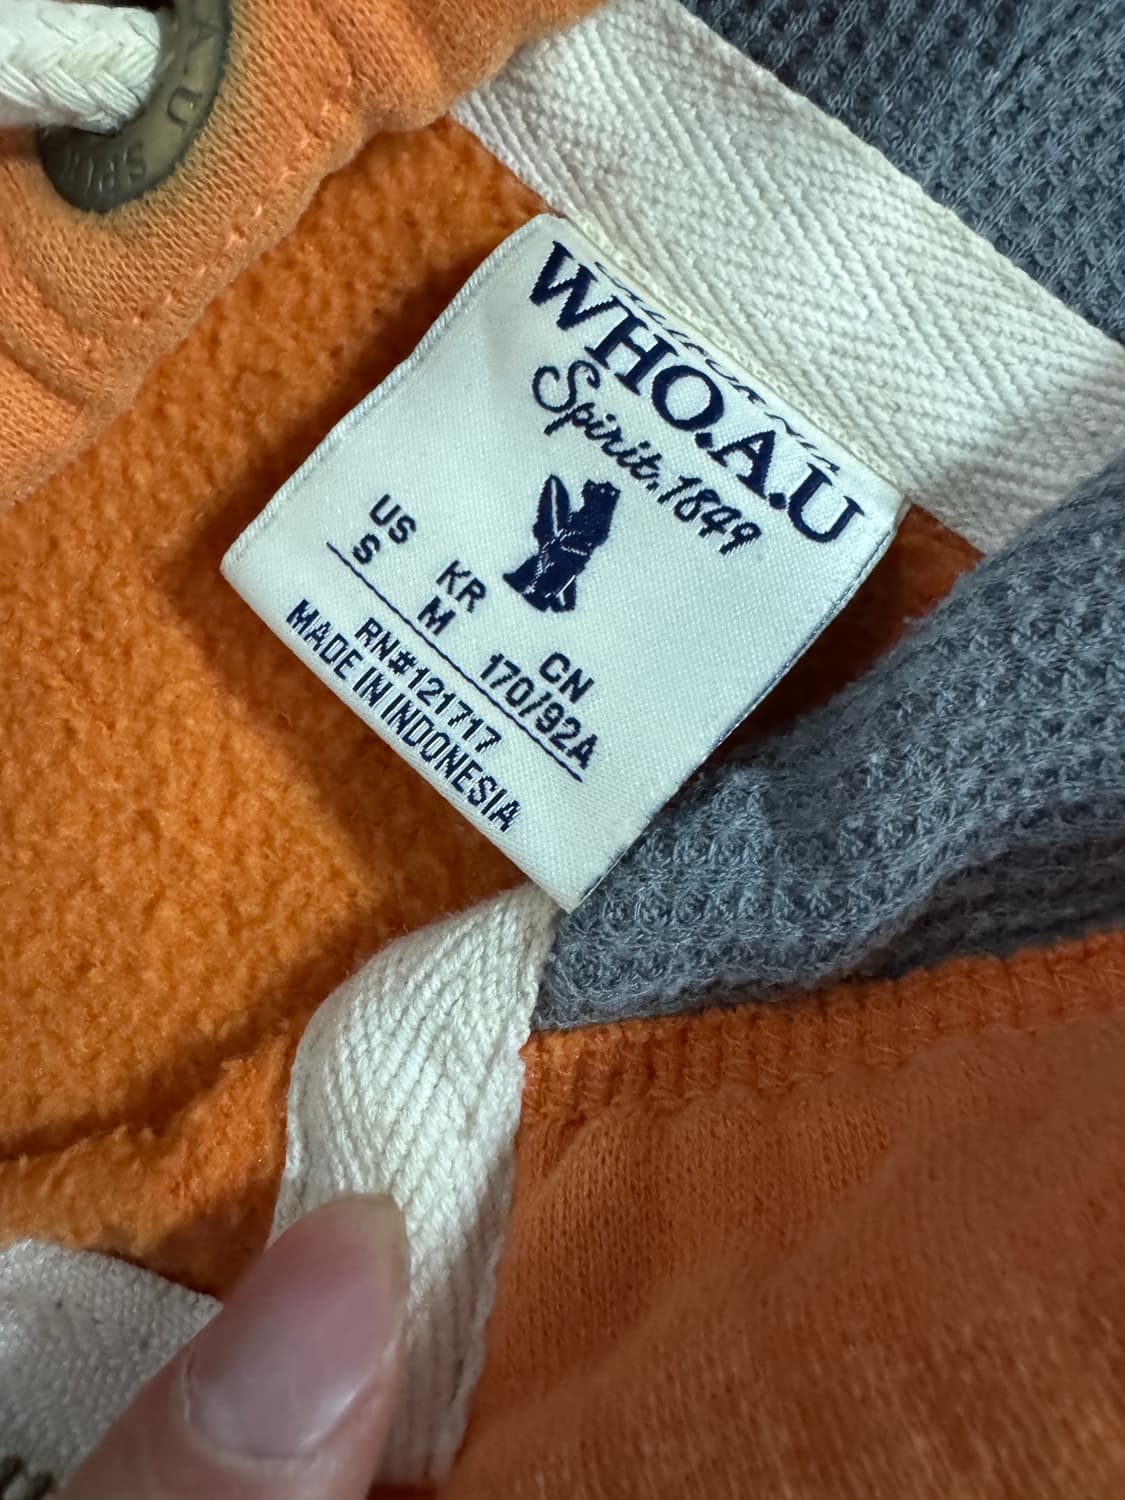 WHO.A.U
Spirit.1849
US KR CN
S M 170/92A
RN#121717
MADE IN INDONESIA